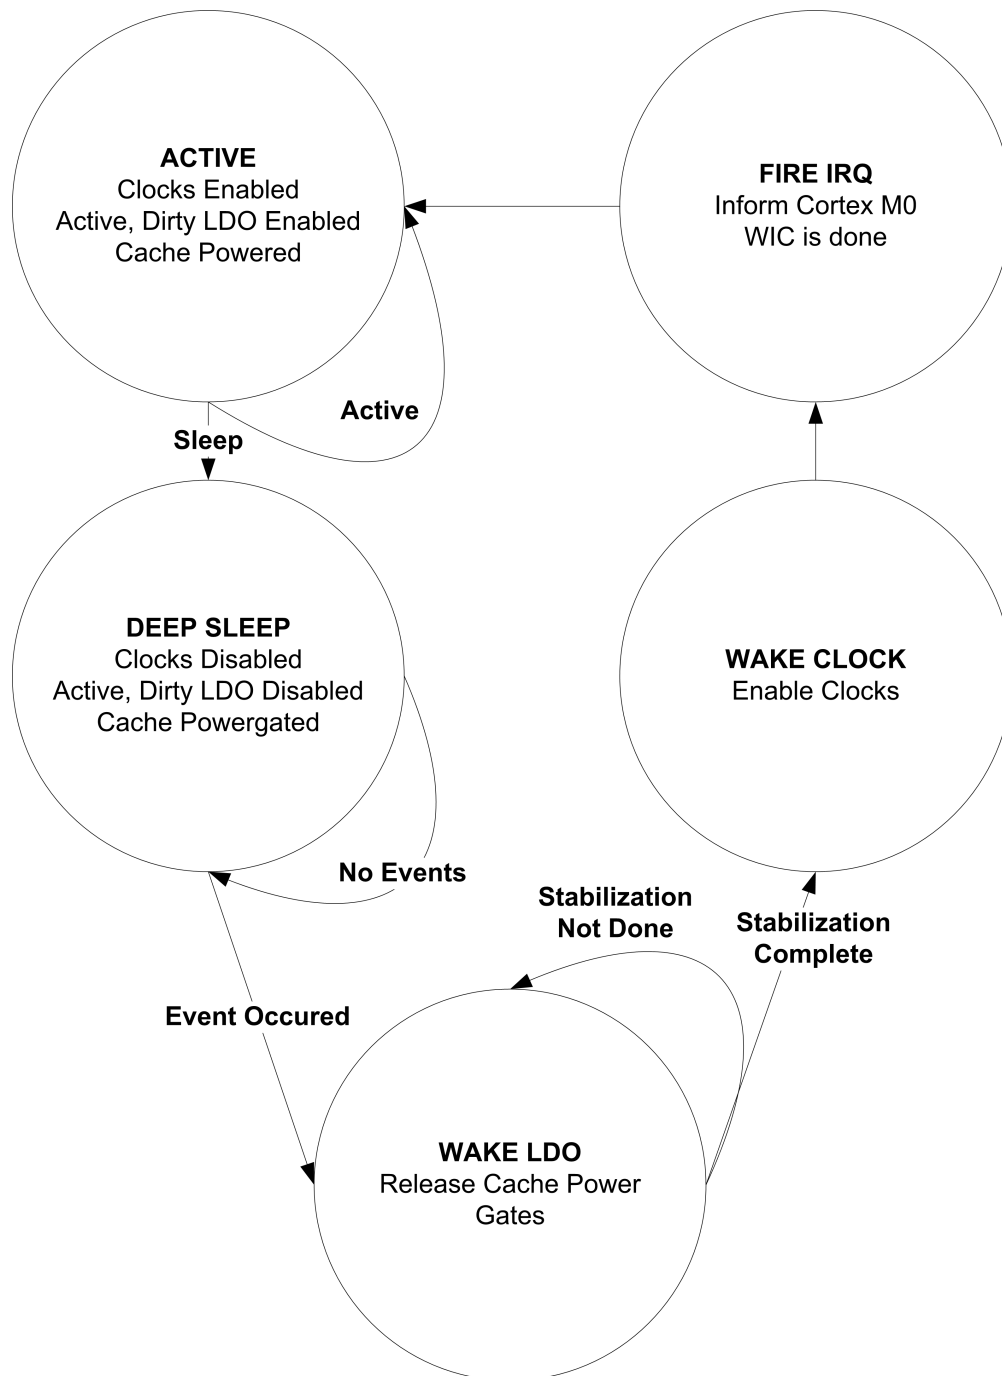 ACTIVE
Clocks Enabled
Active, Dirty LDO Enabled
Cache Powered
FIRE IRQ
Inform Cortex M0
WIC is done
Active
Sleep
DEEP SLEEP
Clocks Disabled
Active, Dirty LDO Disabled
Cache Powergated
WAKE CLOCK
Enable Clocks
No Events
Stabilization
Not Done
Stabilization
Complete
Event Occured
WAKE LDO
Release Cache Power
Gates